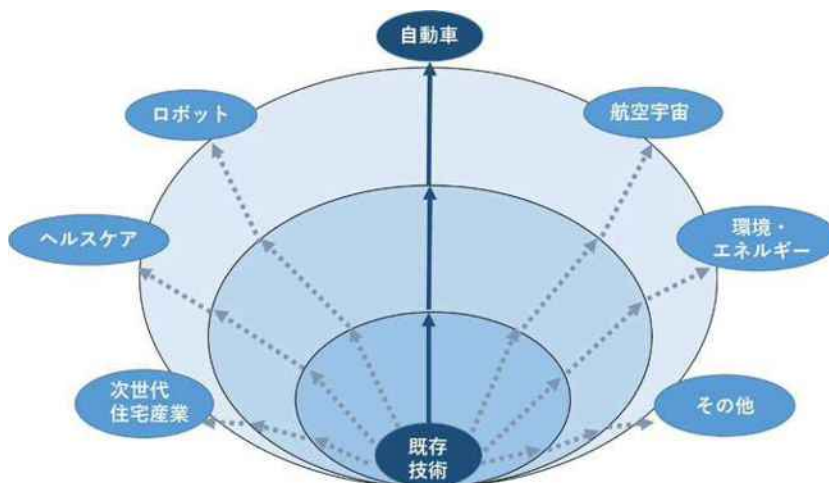 自動車
ロボット
航空宇宙
ヘルスケア
環境・
エネルギー
次世代
住宅産業
その他
既存
技術